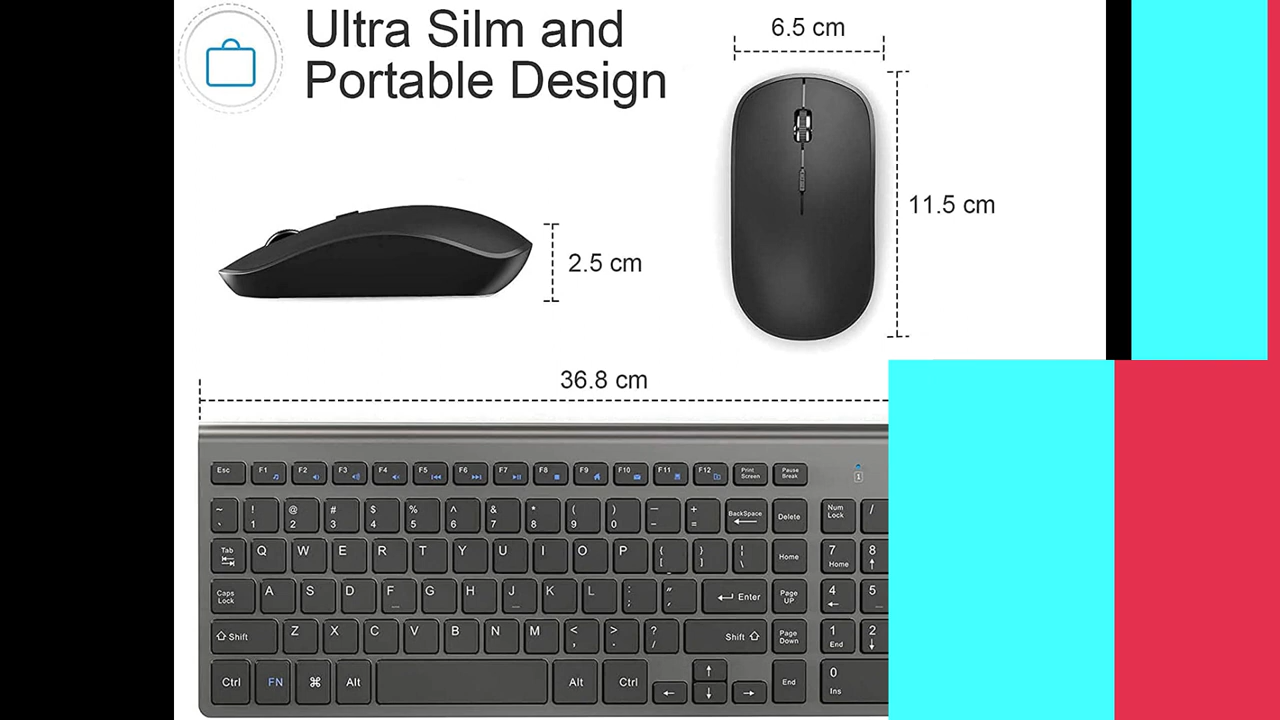 Ultra Silm and
Portable Design
6.5 cm
11.5 cm
2.5 cm
36.8 cm
Esc F1 F2 F3 F4 F5 F6 F7 F8 F9 F10 F11 F12 Print Screen Pause Break 1
~ ` ! 1 @ 2 # 3 $ 4 % 5 ^ 6 & 7 * 8 ( 9 ) 0 — - + = BackSpace Delete Num Lock /
Tab Q W E R T Y U I O P { [ } ] ¦ \ Home 7 Home 8
Caps Lock A S D F G H J K L : ; " , Enter Page UP 4 5
Shift Z X C V B N M < , > . ? / Shift Page Down 1 End 2
Ctrl FN ⌘ Alt Alt Ctrl End 0 Ins